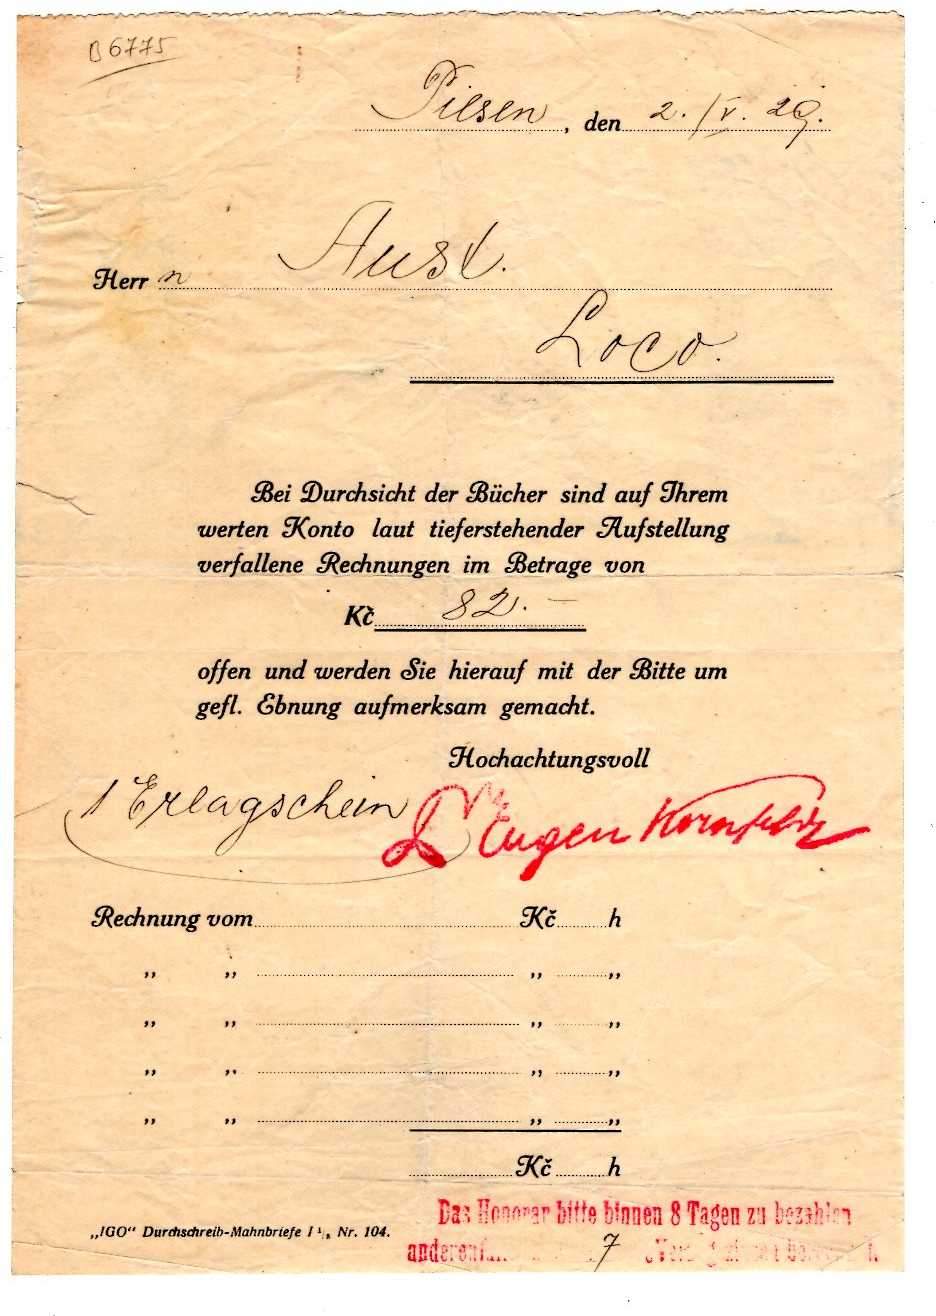 B 6775
Pilsen, den 2. /V. 29.
Herrn Aust.
Loco.
Bei Durchsicht der Bücher sind auf Ihrem
werten Konto laut tieferstehender Aufstellung
verfallene Rechnungen im Betrage von
Kč 82.—
offen und werden Sie hierauf mit der Bitte um
gefl. Ebnung aufmerksam gemacht.
Hochachtungsvoll
1 Erlagschein
Dr Eugen Kornfeld
Rechnung vom Kč h
„ „ „ „
„ „ „ „
„ „ „ „
„ „ „ „
Kč h
Das Honorar bitte binnen 8 Tagen zu bezahlen
„IGO“ Durchschreib-Mahnbriefe I ¹/₁, Nr. 104.
7